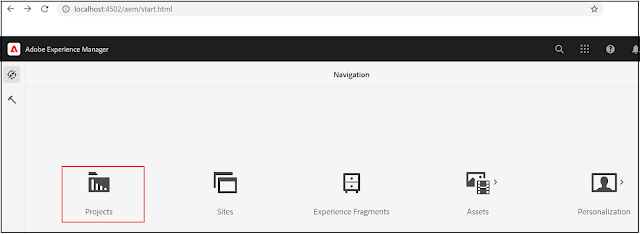 localhost:4502/aem/start.html
Adobe Experience Manager
Navigation
Projects
Sites
Experience Fragments
Assets
Personalization